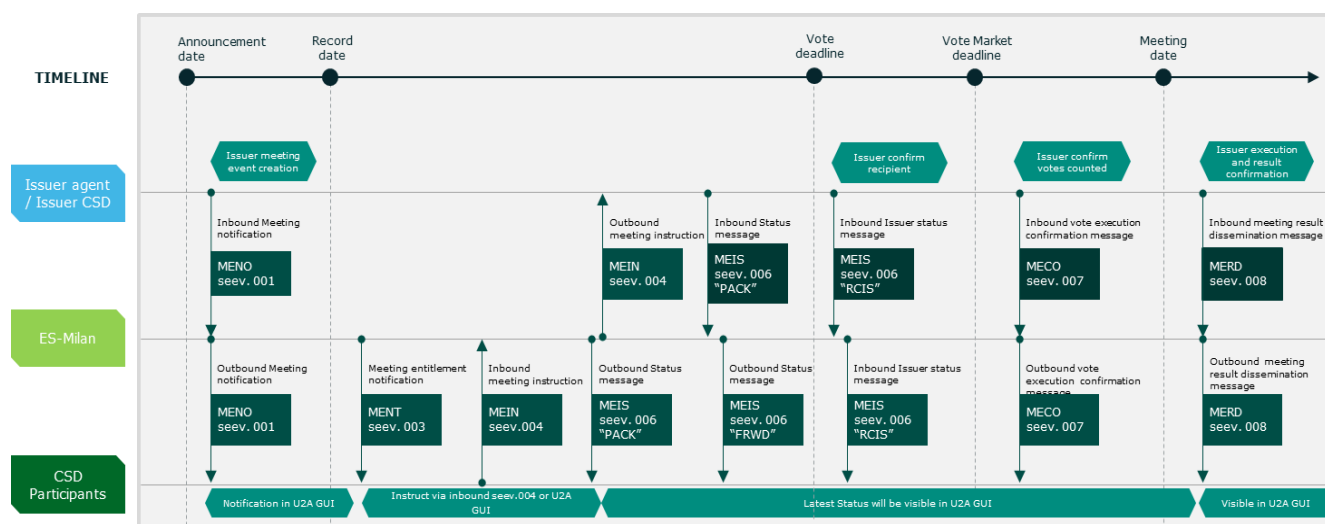 Announcement
date
Record
date
Vote
deadline
Vote Market
deadline
Meeting
date
TIMELINE
Issuer meeting
event creation
Issuer confirm
recipient
Issuer confirm
votes counted
Issuer execution
and result
confirmation
Issuer agent
/ Issuer CSD
Inbound Meeting
notification
MENO
seev. 001
Outbound
meeting instruction
MEIN
seev. 004
Inbound Status
message
MEIS
seev. 006
"PACK"
Inbound Issuer status
message
MEIS
seev. 006
"RCIS"
Inbound vote execution
confirmation message
MECO
seev. 007
Inbound meeting result
dissemination message
MERD
seev. 008
ES-Milan
Outbound Meeting
notification
MENO
seev. 001
Meeting entitlement
notification
MENT
seev. 003
Inbound
meeting instruction
MEIN
seev.004
Outbound Status
message
MEIS
seev. 006
"PACK"
Outbound Status
message
MEIS
seev. 006
"FRWD"
Inbound Issuer status
message
MEIS
seev. 006
"RCIS"
Outbound vote
execution confirmation
message
MECO
seev. 007
Outbound meeting
result dissemination
message
MERD
seev. 008
CSD
Participants
Notification in U2A GUI
Instruct via inbound seev.004 or U2A
GUI
Latest Status will be visible in U2A GUI
Visible in U2A GUI